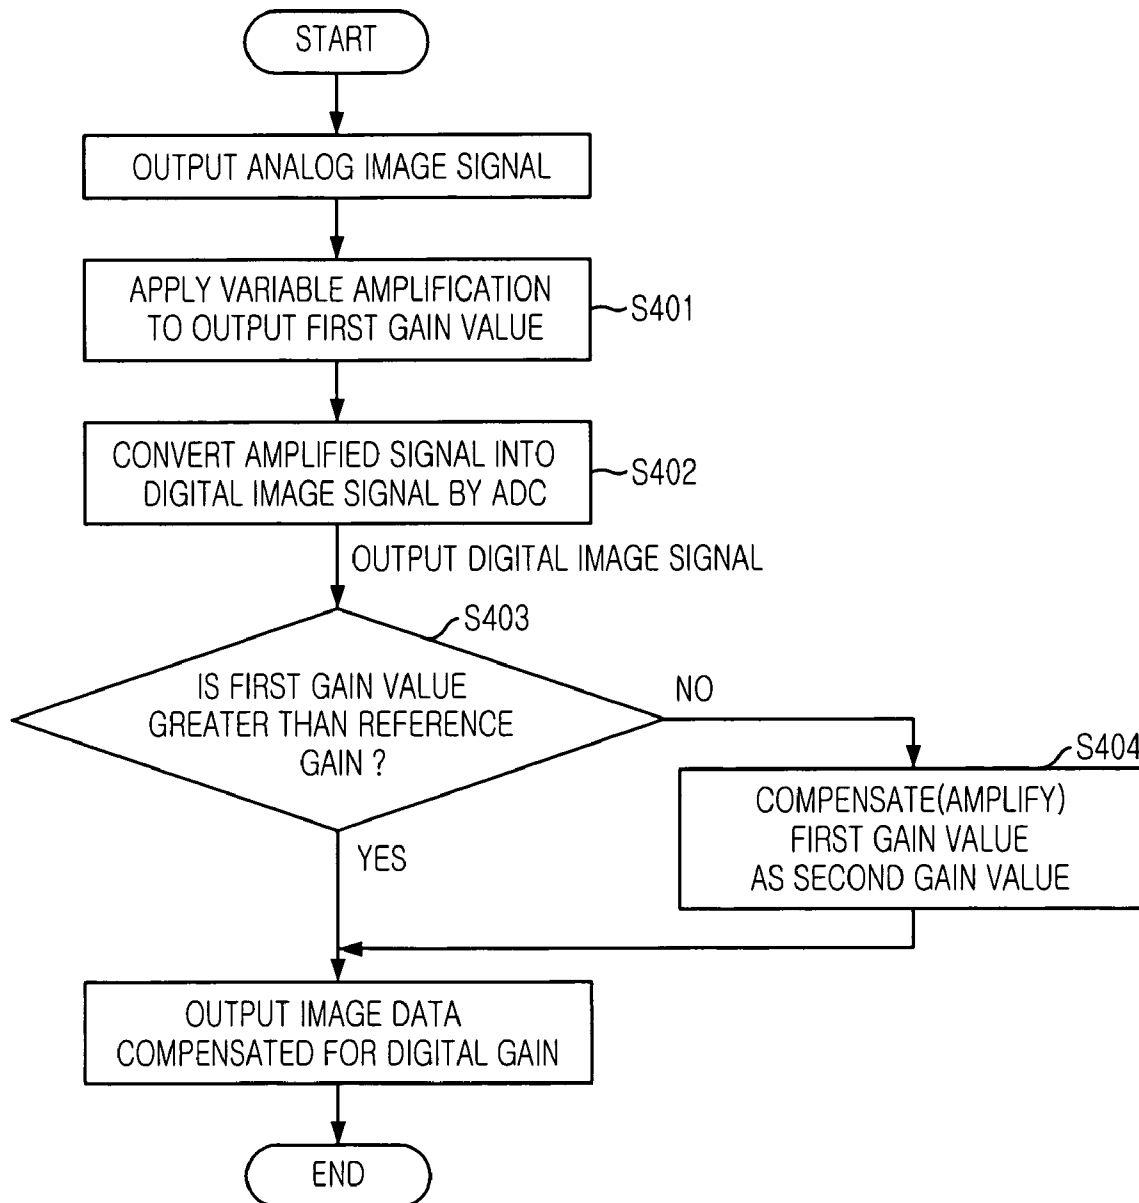 START
OUTPUT ANALOG IMAGE SIGNAL
APPLY VARIABLE AMPLIFICATION
TO OUTPUT FIRST GAIN VALUE
S401
CONVERT AMPLIFIED SIGNAL INTO
DIGITAL IMAGE SIGNAL BY ADC
S402
OUTPUT DIGITAL IMAGE SIGNAL
S403
IS FIRST GAIN VALUE
GREATER THAN REFERENCE
GAIN ?
NO
S404
COMPENSATE(AMPLIFY)
FIRST GAIN VALUE
AS SECOND GAIN VALUE
YES
OUTPUT IMAGE DATA
COMPENSATED FOR DIGITAL GAIN
END